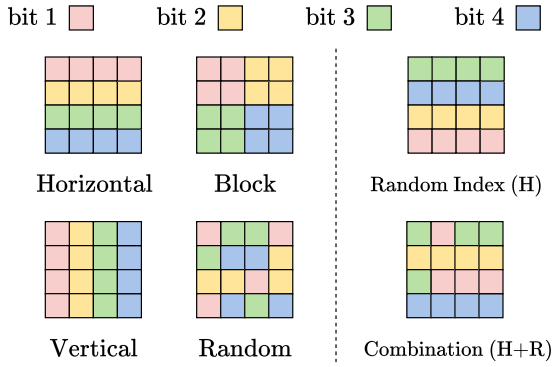 bit 1 bit 2 bit 3 bit 4
Horizontal Block Random Index (H)
Vertical Random Combination (H+R)